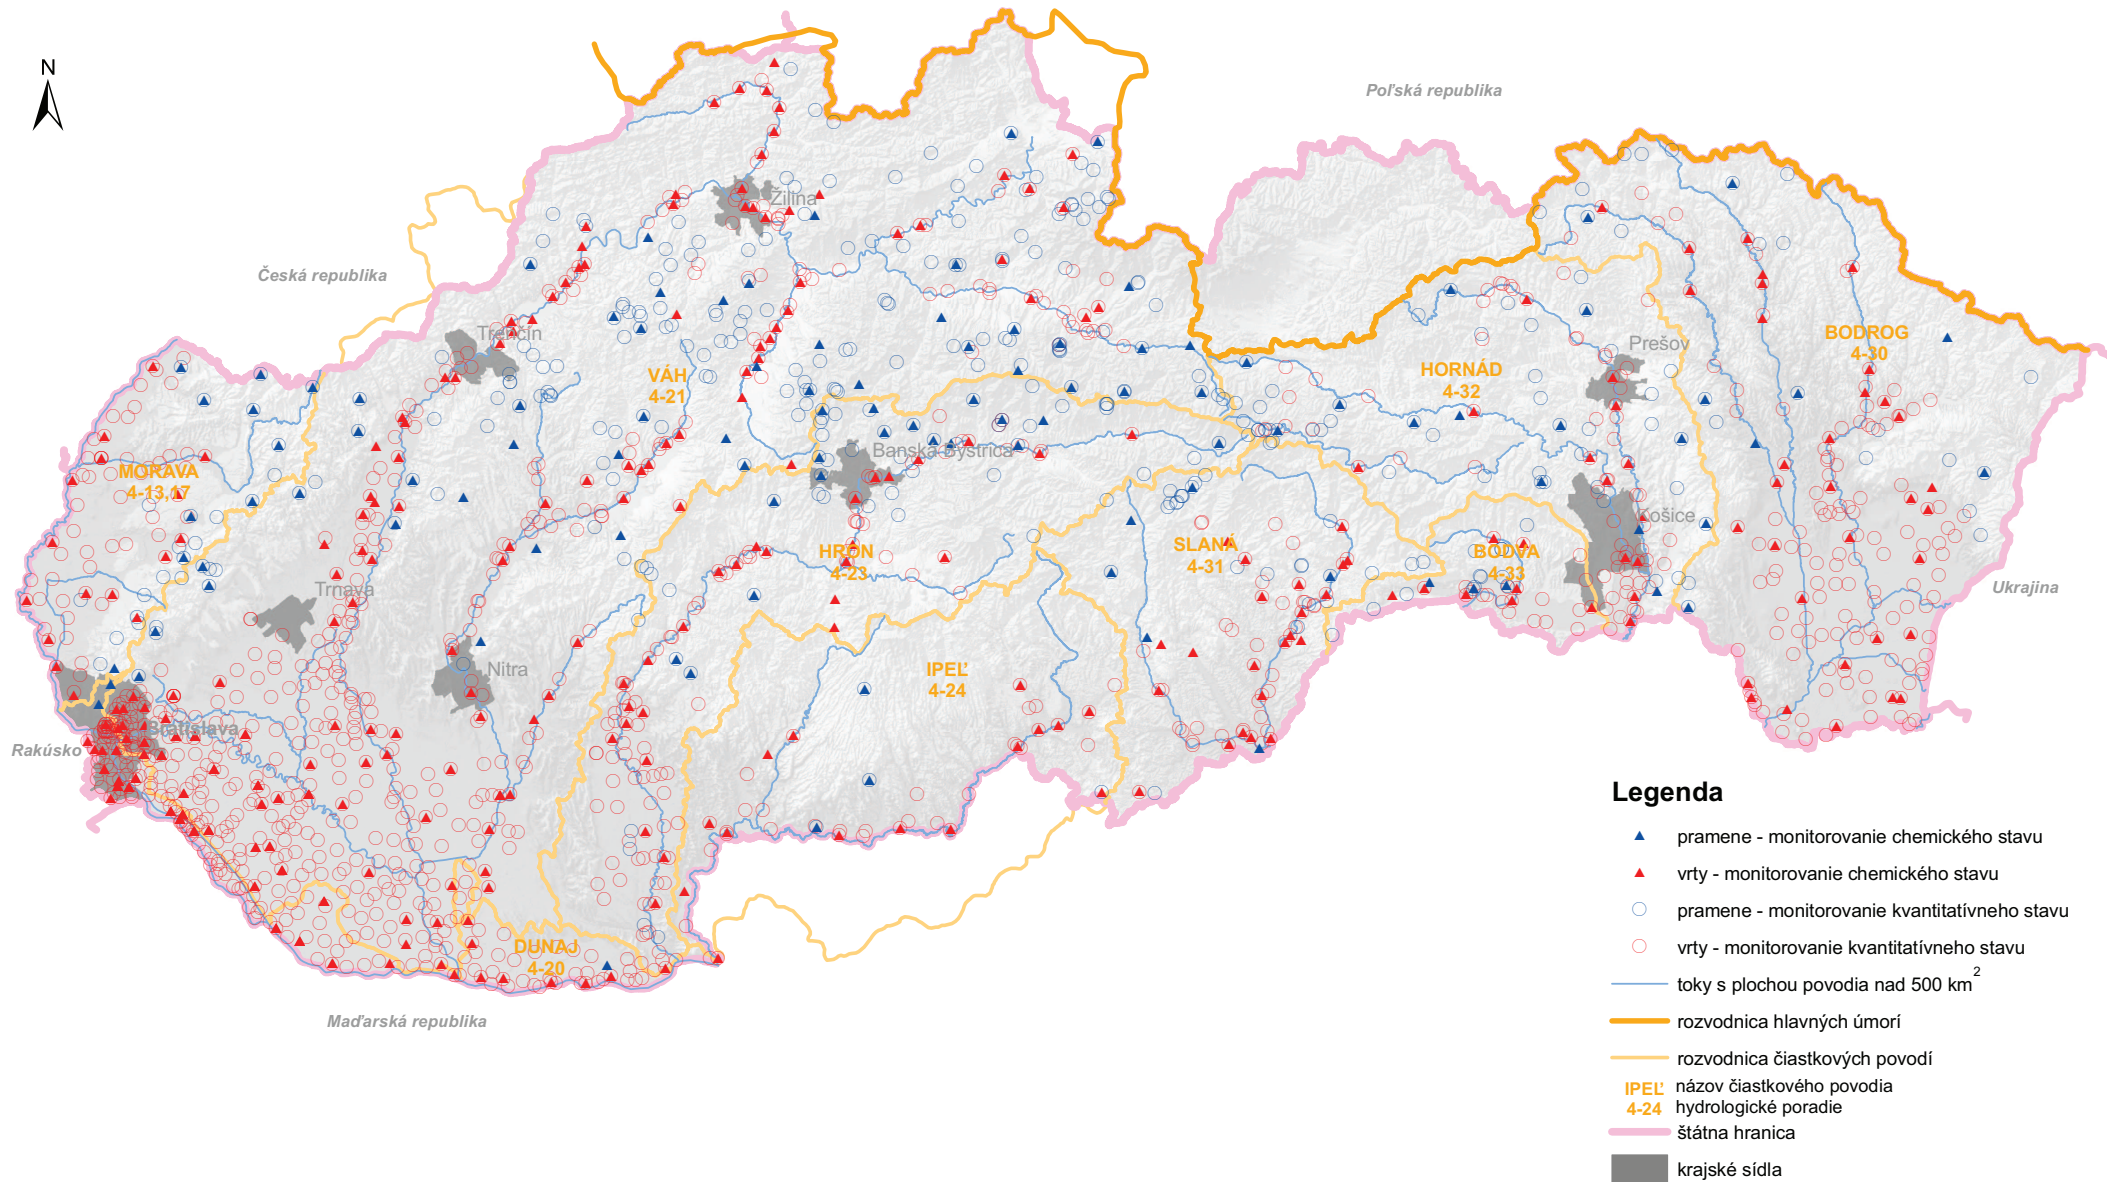 N
Poľská republika
Česká republika
Žilina
Trenčín
Prešov
BODROG
4-30
VÁH
4-21
HORNÁD
4-32
Banská Bystrica
MORAVA
4-13,17
Košice
HRON
4-23
SLANÁ
4-31
BODVA
4-33
Trnava
Ukrajina
Nitra
IPEĽ
4-24
Bratislava
Rakúsko
DUNAJ
4-20
Maďarská republika
Legenda
pramene - monitorovanie chemického stavu
vrty - monitorovanie chemického stavu
pramene - monitorovanie kvantitatívneho stavu
vrty - monitorovanie kvantitatívneho stavu
toky s plochou povodia nad 500 km²
rozvodnica hlavných úmorí
rozvodnica čiastkových povodí
IPEĽ názov čiastkového povodia
4-24 hydrologické poradie
štátna hranica
krajské sídla